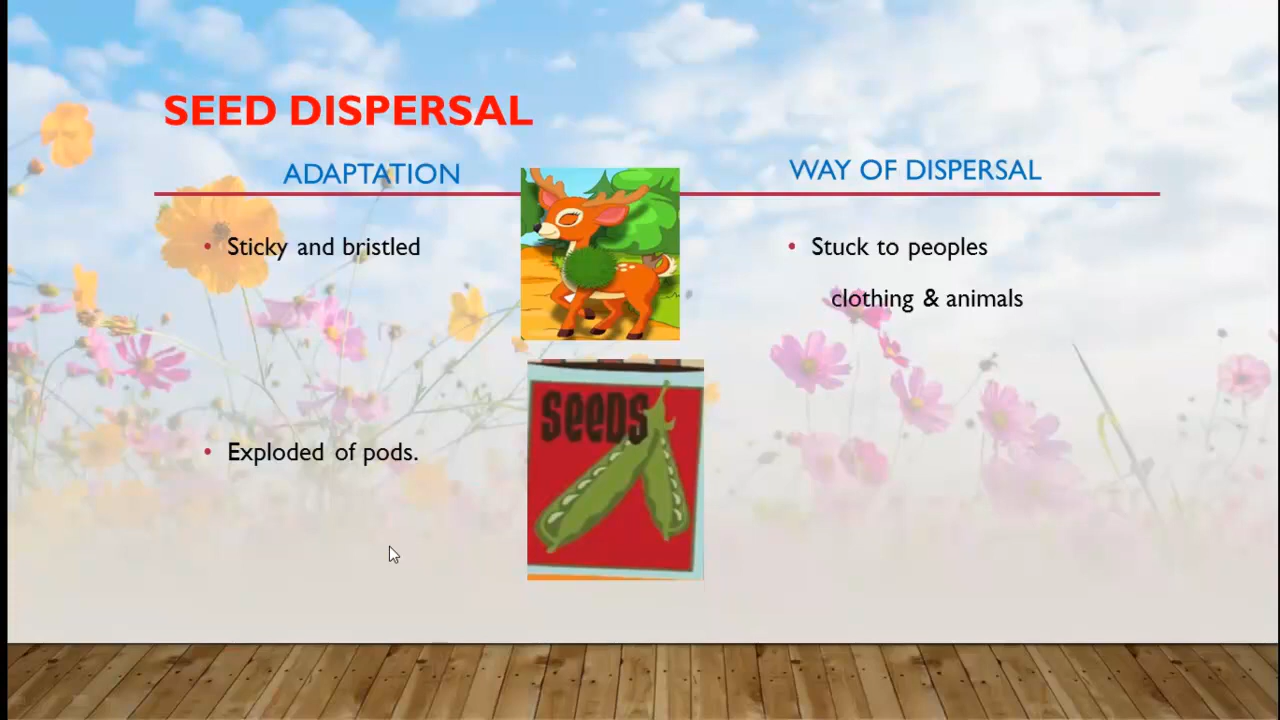 SEED DISPERSAL
ADAPTATION
WAY OF DISPERSAL
• Sticky and bristled
• Stuck to peoples
clothing & animals
SEEDS
• Exploded of pods.